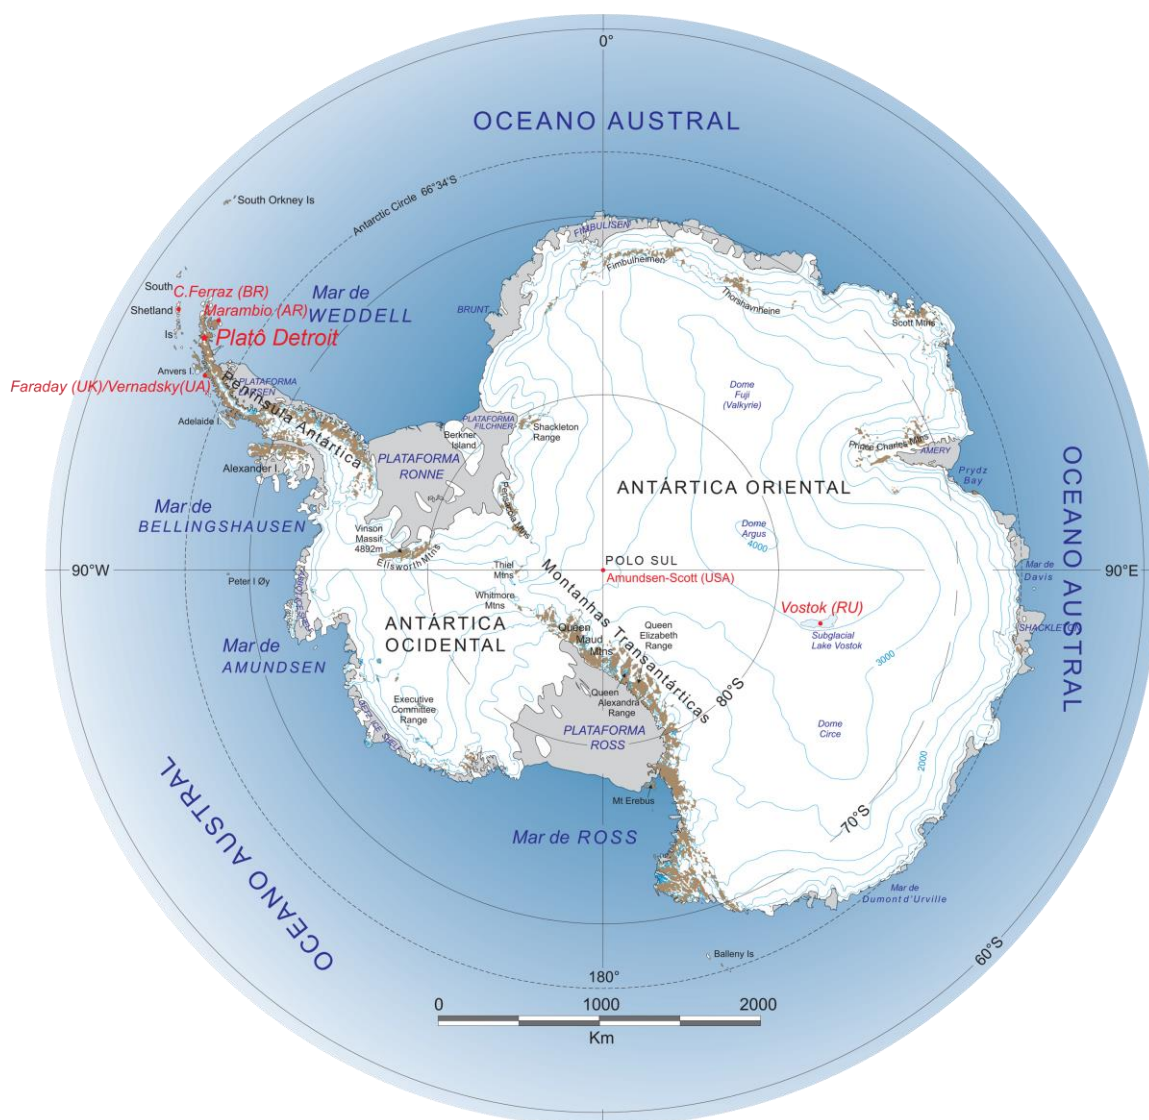 0°
OCEANO AUSTRAL
Antarctic Circle 66°34'S
South Orkney Is
FIMBULISEN
Fimbulheimen
Thorshavnheine
South
Shetland
Is
C.Ferraz (BR)
Marambio (AR)
Platô Detroit
Mar de
WEDDELL
BRUNT
Scott Mtns
Anvers I.
Faraday (UK)/Vernadsky(UA)
PLATAFORMA
LARSEN
Península Antártica
Adelaide I.
Alexander I.
Dome
Fuji
(Valkyrie)
PLATAFORMA
FILCHNER
Shackleton
Range
Berkner
Island
PLATAFORMA
RONNE
Prince Charles Mtns
AMERY
Prydz
Bay
OCEANO AUSTRAL
ANTÁRTICA ORIENTAL
Pensacola Mtns
Mar de
BELLINGSHAUSEN
Vinson
Massif
4892m
Ellsworth Mtns
Dome
Argus
4000
90°W
Peter I Øy
Thiel
Mtns
Whitmore
Mtns
POLO SUL
Amundsen-Scott (USA)
Montanhas Transantárticas
Mar de
Davis
90°E
Vostok (RU)
Subglacial
Lake Vostok
SHACKLETON
ANTÁRTICA
OCIDENTAL
Queen
Maud
Mtns
Queen
Elizabeth
Range
Mar de
AMUNDSEN
3000
80°S
Executive
Committee
Range
Queen
Alexandra
Range
PLATAFORMA
ROSS
Dome
Circe
2000
OCEANO AUSTRAL
Mt Erebus
Mar de ROSS
70°S
Mar de
Dumont d'Urville
Balleny Is
60°S
180°
0 1000 2000
Km